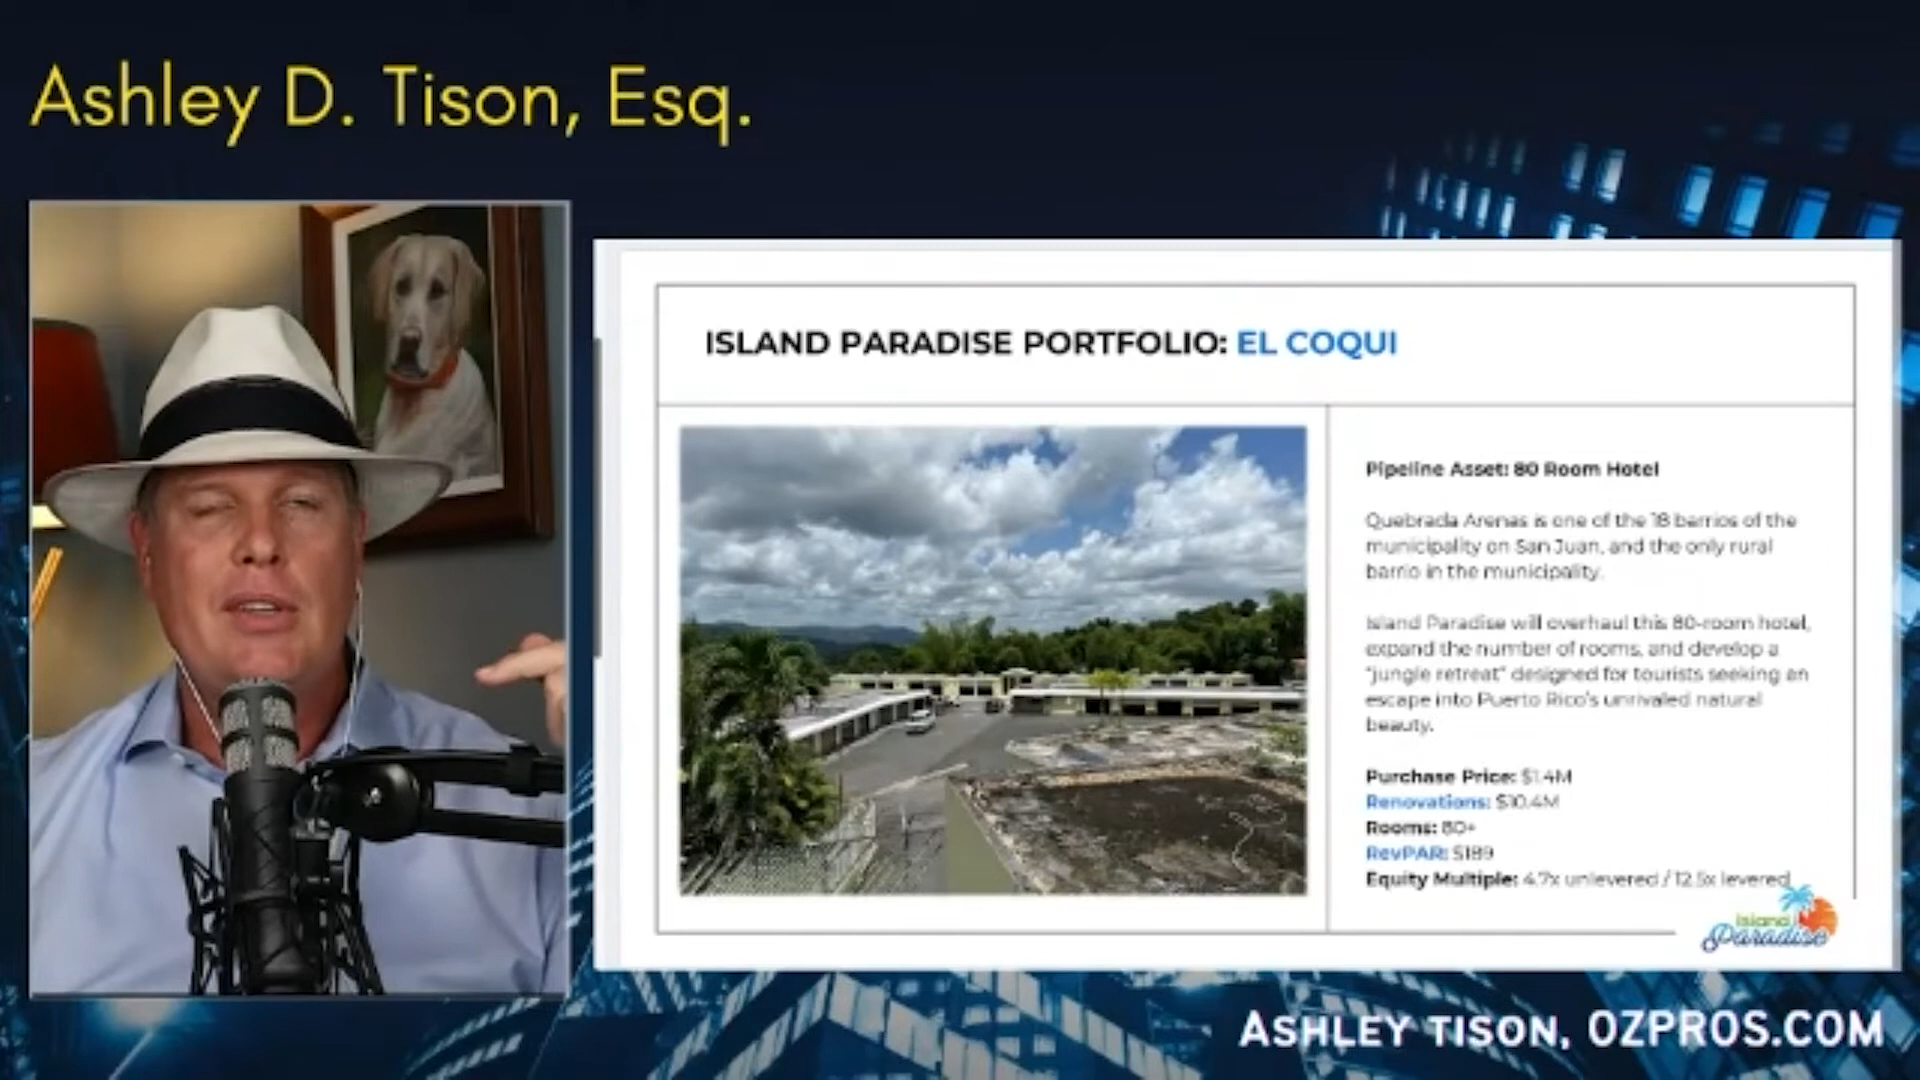 Ashley D. Tison, Esq.
ISLAND PARADISE PORTFOLIO: EL COQUI
Pipeline Asset: 80 Room Hotel
Quebrada Arenas is one of the 18 barrios of the
municipality on San Juan, and the only rural
barrio in the municipality.
Island Paradise will overhaul this 80-room hotel,
expand the number of rooms, and develop a
"jungle retreat" designed for tourists seeking an
escape into Puerto Rico's unrivaled natural
beauty.
Purchase Price: $1.4M
Renovations: $10.4M
Rooms: 80+
RevPAR: $189
Equity Multiple: 4.7x unlevered / 12.5x levered
Island
Paradise
ASHLEY TISON, OZPROS.COM